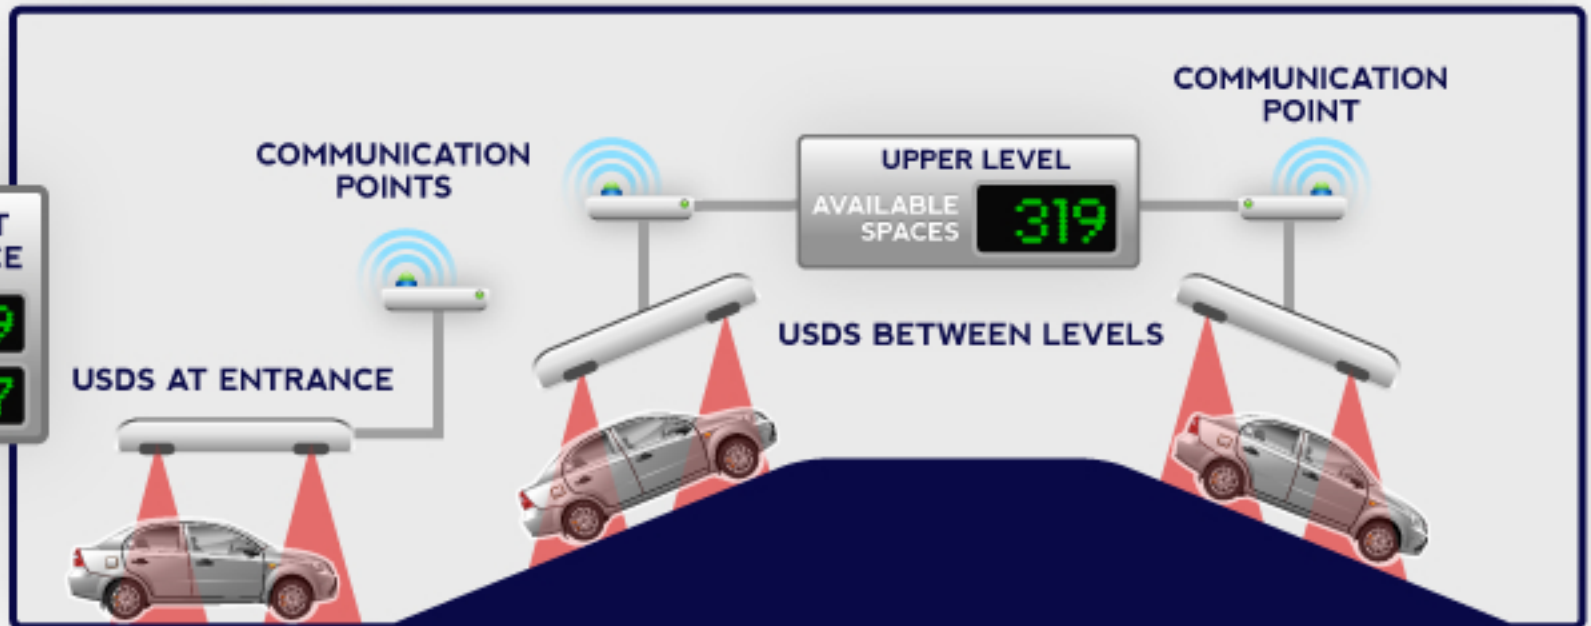 COMMUNICATION
POINT
COMMUNICATION
POINTS
UPPER LEVEL
AVAILABLE
SPACES
319
USDS BETWEEN LEVELS
USDS AT ENTRANCE